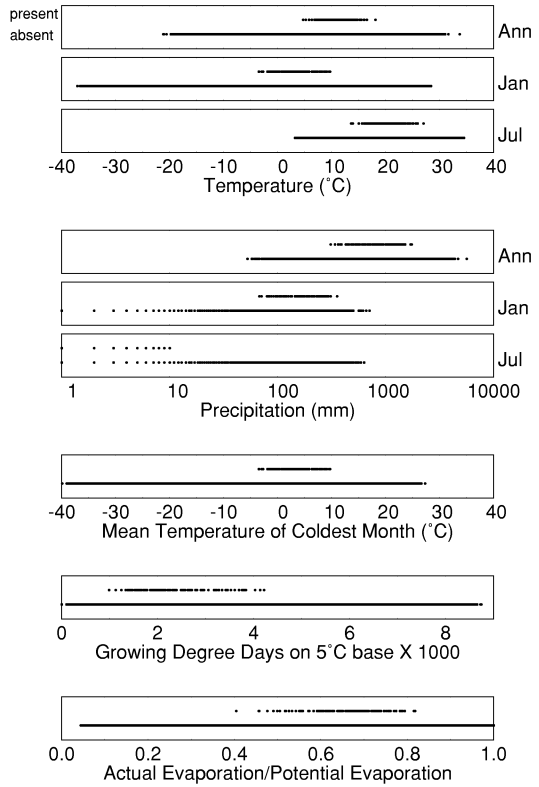 present
absent
Ann
Jan
Jul
-40 -30 -20 -10 0 10 20 30 40
Temperature (˚C)
Ann
Jan
Jul
1 10 100 1000 10000
Precipitation (mm)
-40 -30 -20 -10 0 10 20 30 40
Mean Temperature of Coldest Month (˚C)
0 2 4 6 8
Growing Degree Days on 5˚C base X 1000
0.0 0.2 0.4 0.6 0.8 1.0
Actual Evaporation/Potential Evaporation